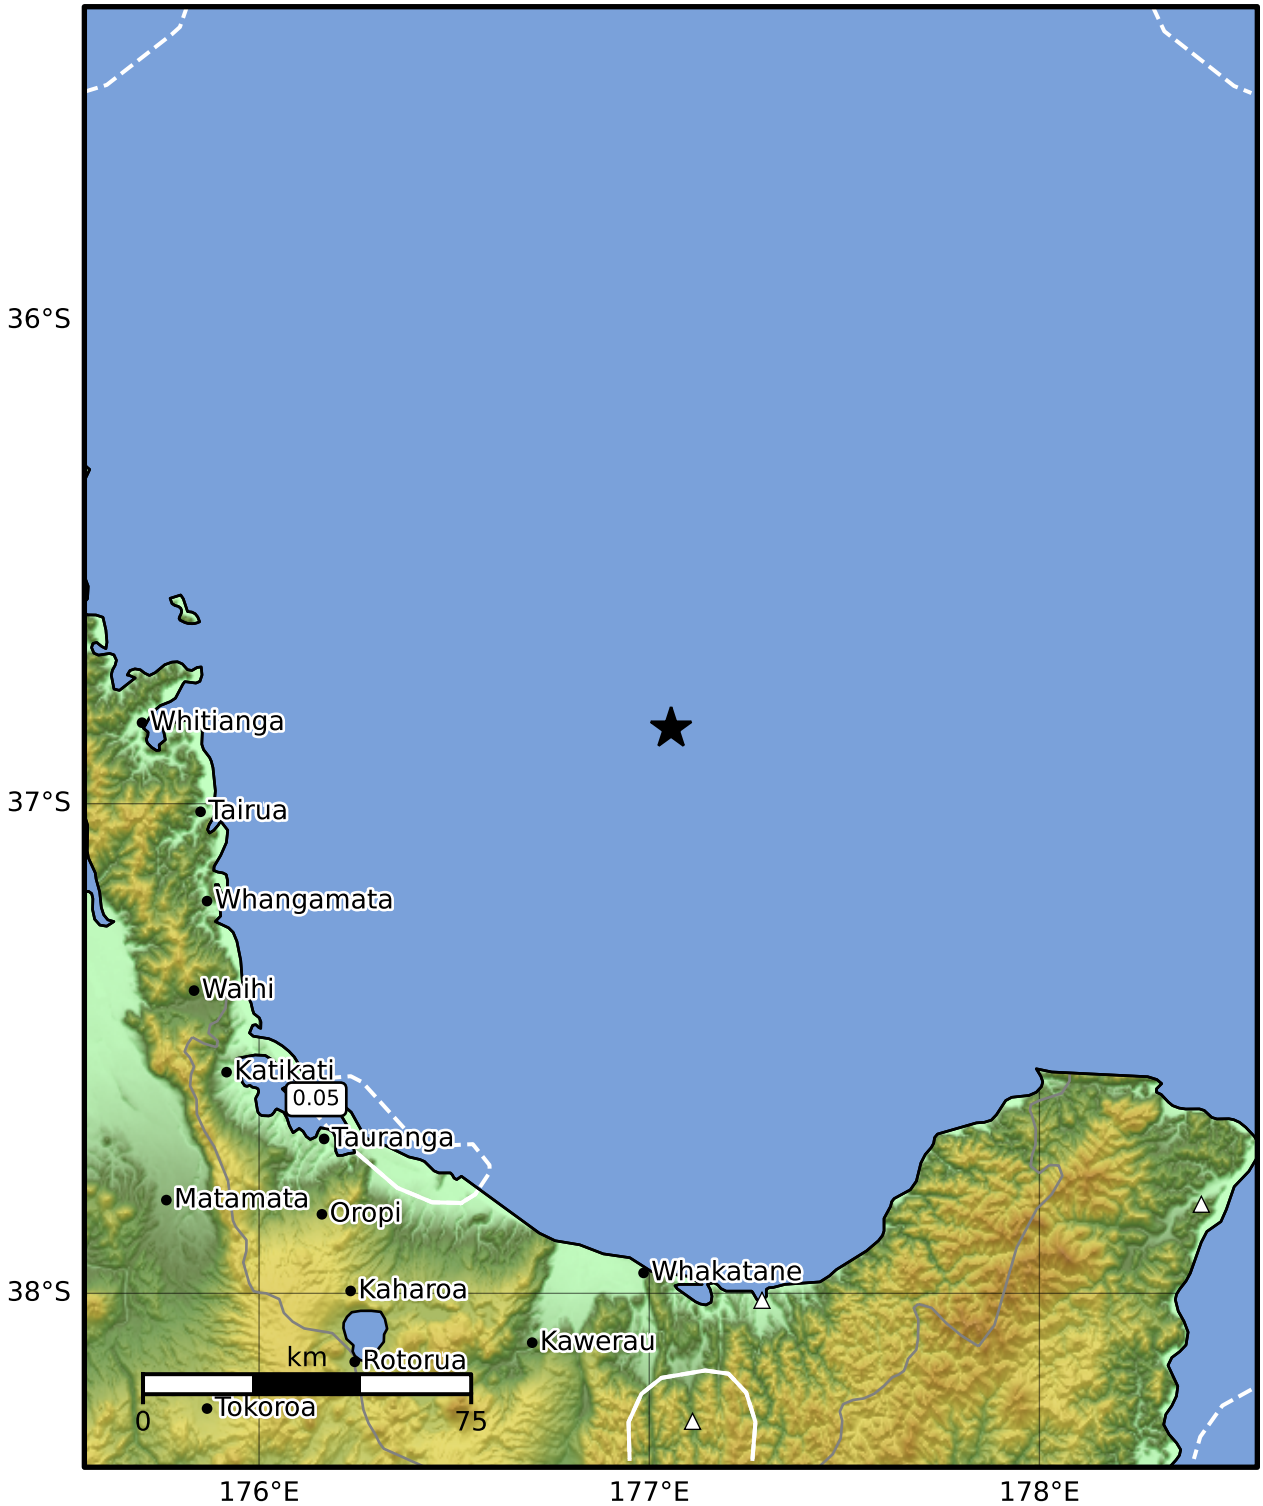 36°S
Whitianga
37°S
Tairua
Whangamata
Waihi
Katikati
0.05
Tauranga
Matamata
Oropi
Whakatane
38°S
Kaharoa
Kawerau
km
Rotorua
Tokoroa
0
75
176°E
177°E
178°E